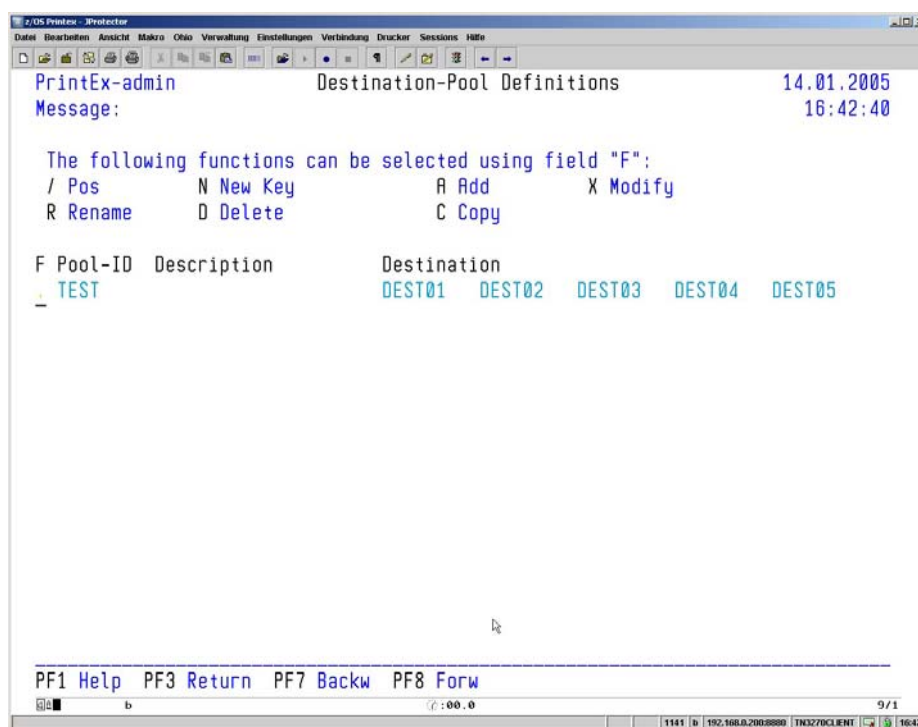 z/OS Printex - JProtector
Datei Bearbeiten Ansicht Makro Ohio Verwaltung Einstellungen Verbindung Drucker Sessions Hilfe
PrintEx-admin Destination-Pool Definitions 14.01.2005
Message: 16:42:40
The following functions can be selected using field "F":
/ Pos N New Key A Add X Modify
R Rename D Delete C Copy
F Pool-ID Description Destination
. TEST DEST01 DEST02 DEST03 DEST04 DEST05
PF1 Help PF3 Return PF7 Backw PF8 Forw
b :00.0 9/1
1141 b 192.168.0.200:8880 TN3270CLIENT